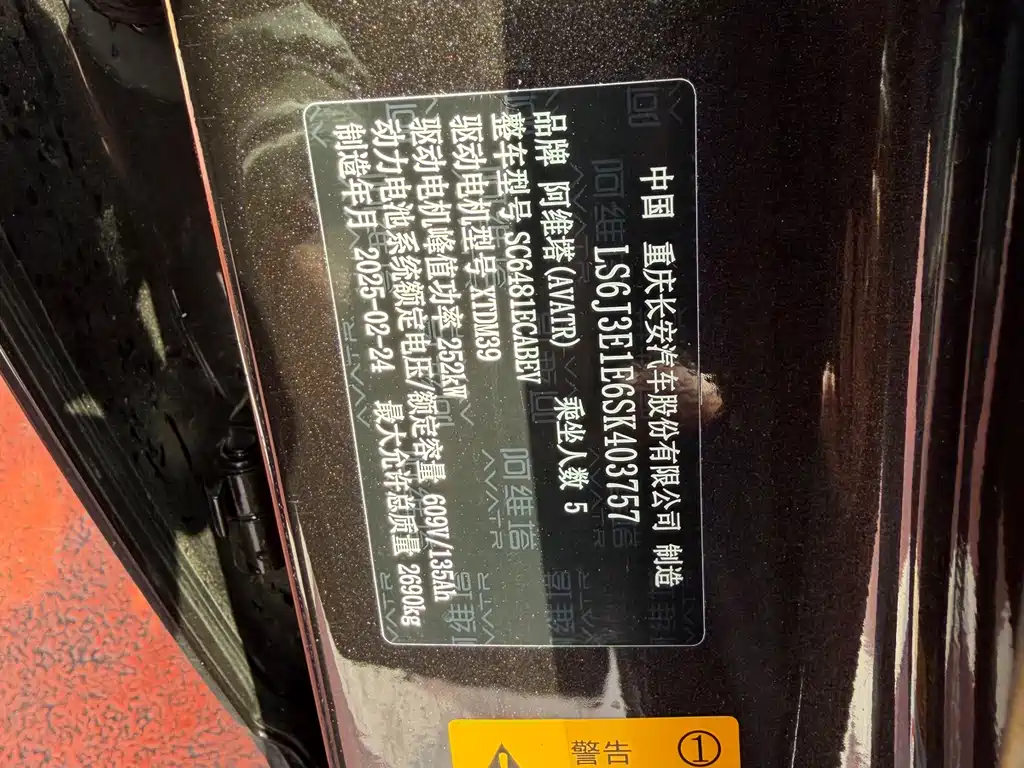 中国 重庆长安汽车股份有限公司 制造
LS6J3E1E6SK403757
品牌 阿维塔(AVATR) 乘坐人数 5
整车型号 SC6481ECABEV
驱动电机型号 XTDM39
驱动电机峰值功率 252kW
动力电池系统额定电压/额定容量 609V/135Ah
制造年月 2025-02-24 最大允许总质量 2690kg
阿维塔
AVATR
①
警告